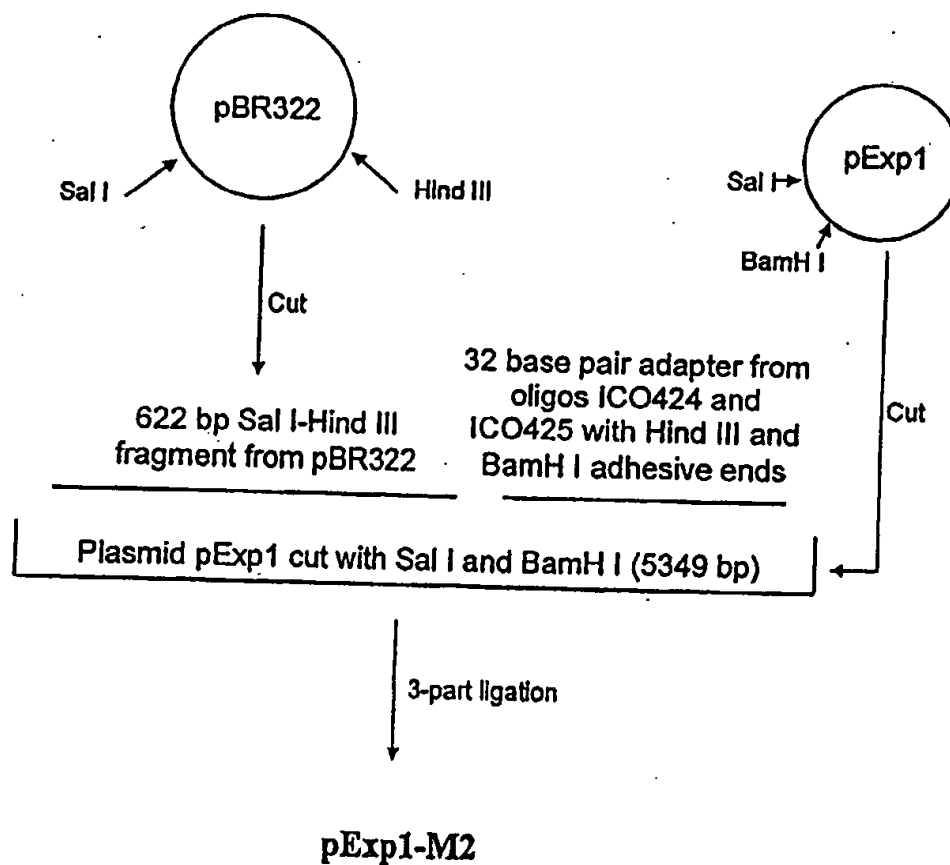 pBR322
Sal I
Hind III
pExp1
Sal I
BamH I
Cut
32 base pair adapter from
oligos ICO424 and
ICO425 with Hind III and
BamH I adhesive ends
Cut
622 bp Sal I-Hind III
fragment from pBR322
Plasmid pExp1 cut with Sal I and BamH I (5349 bp)
3-part ligation
pExp1-M2